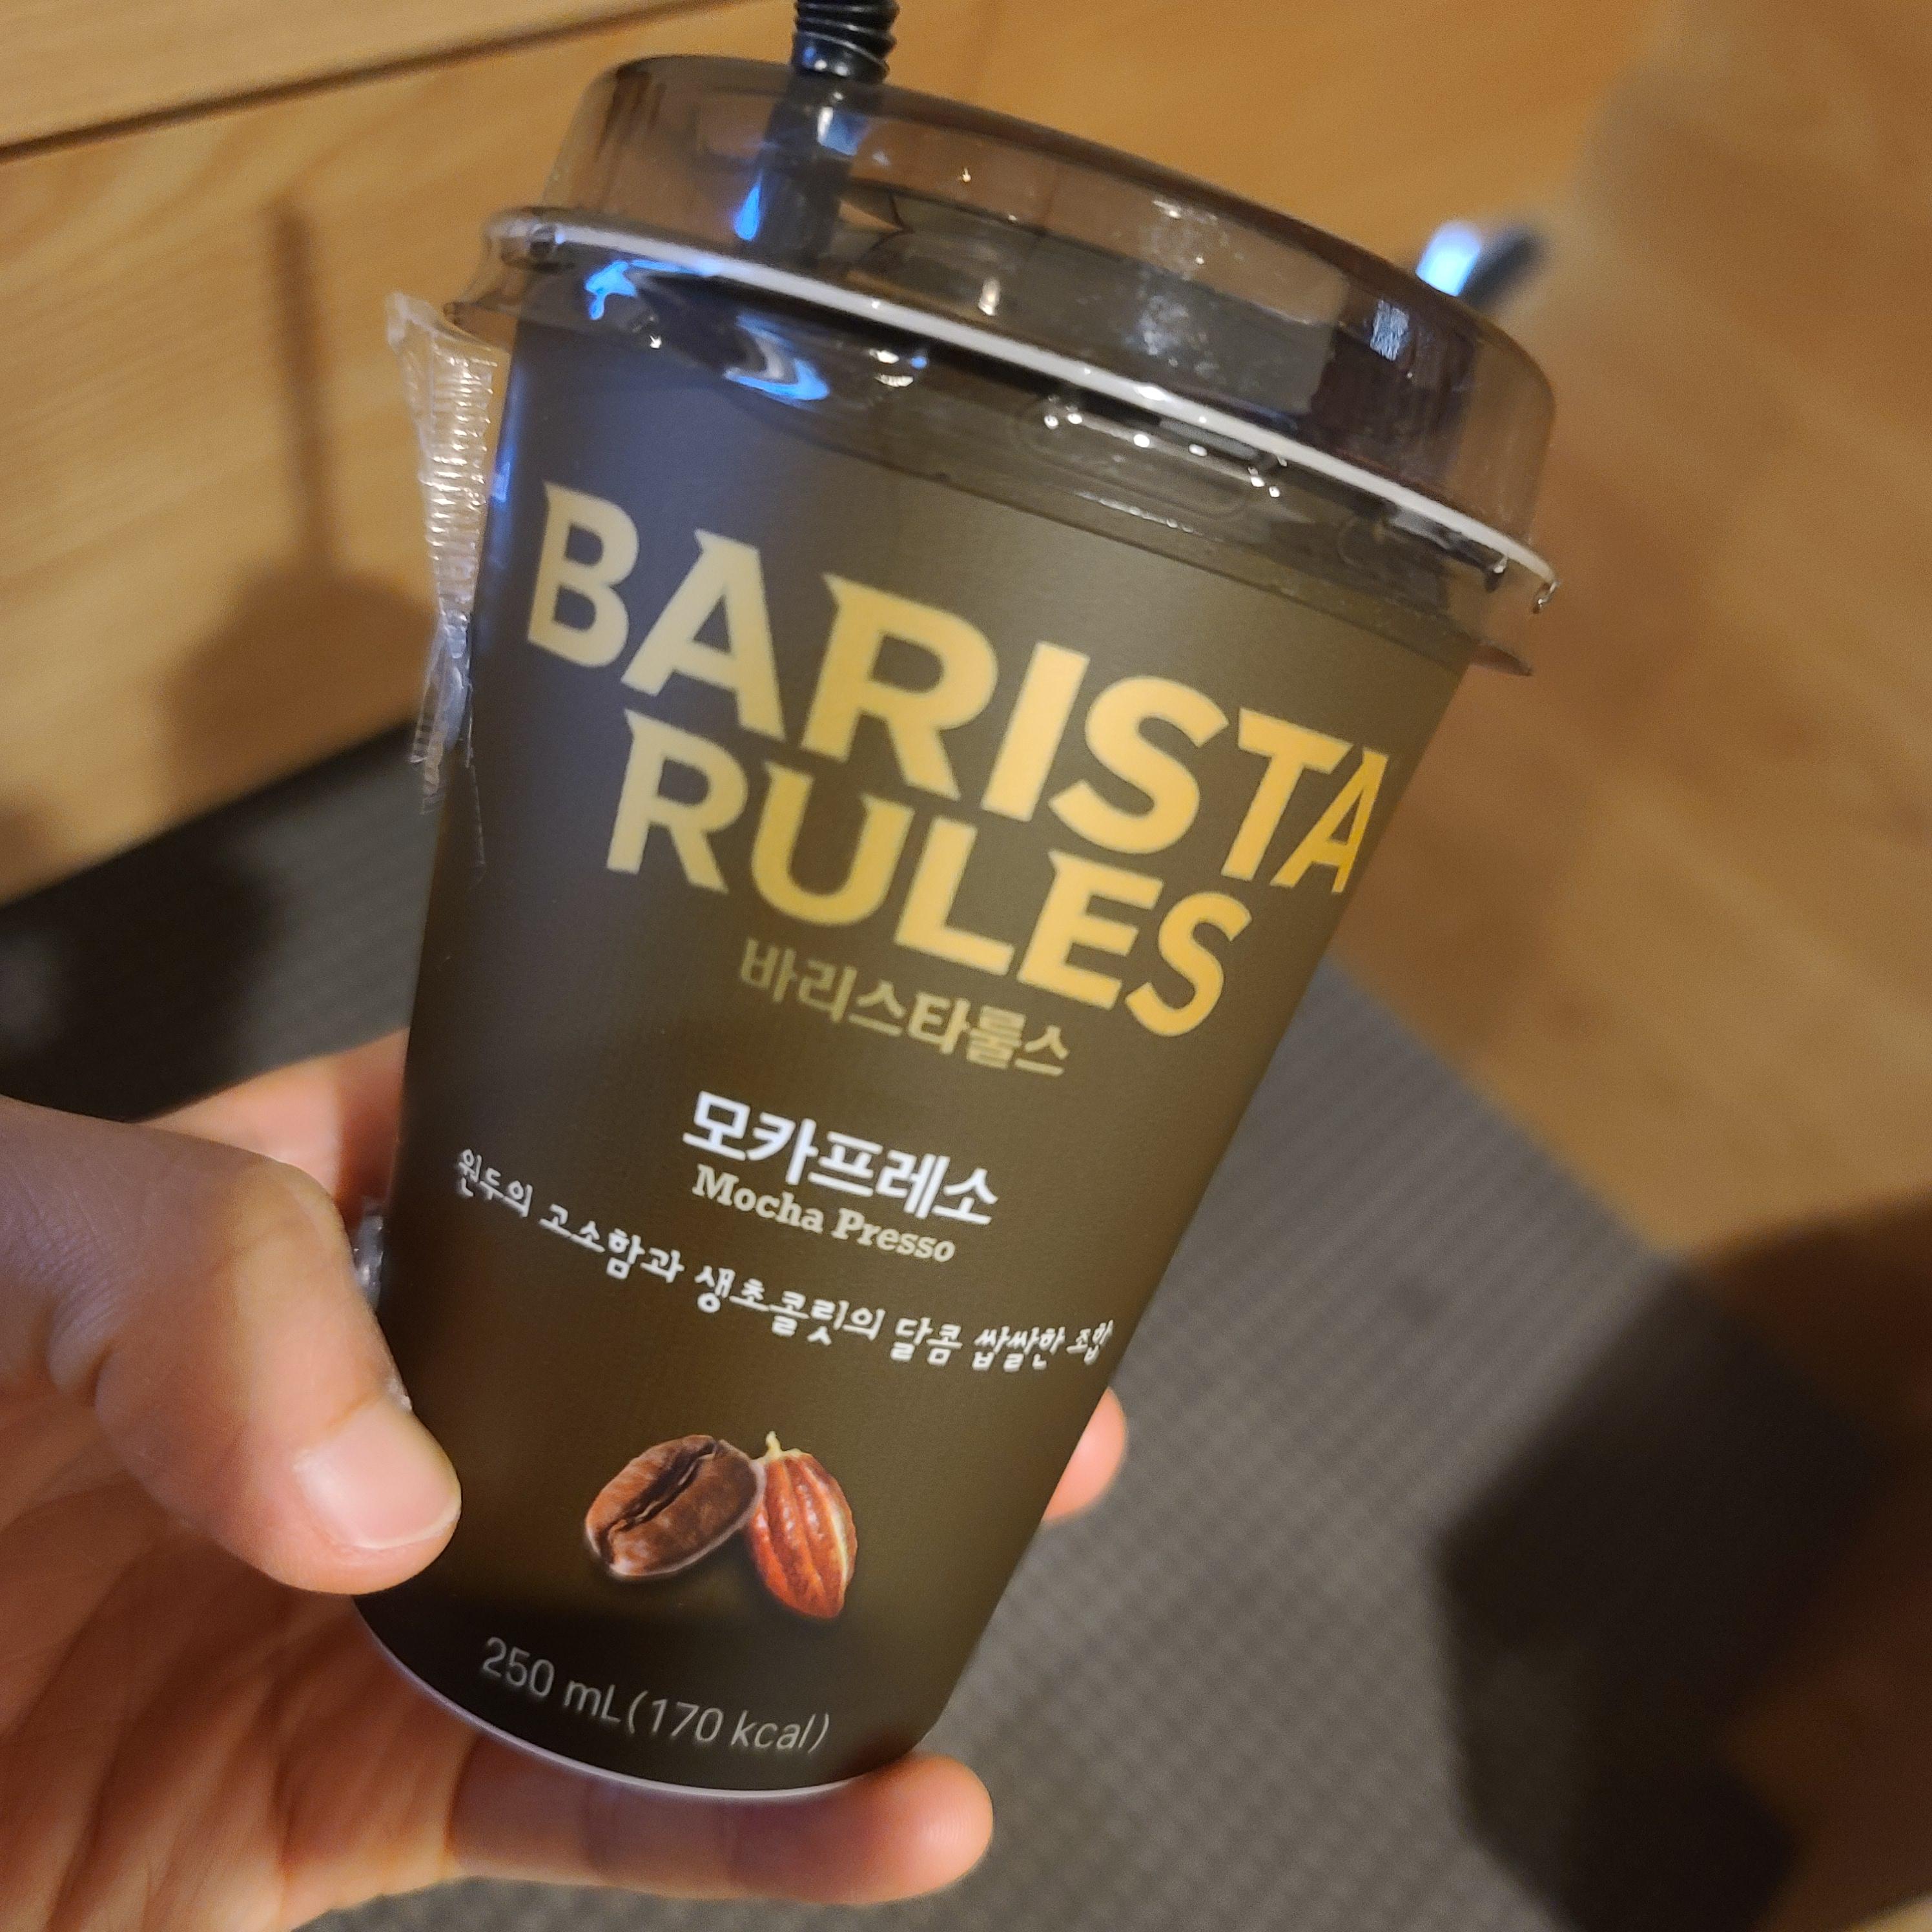 BARISTA
RULES
바리스타룰스
모카프레소
Mocha Presso
원두의 고소함과 생초콜릿의 달콤 쌉쌀한 조합
250 mL(170 kcal)